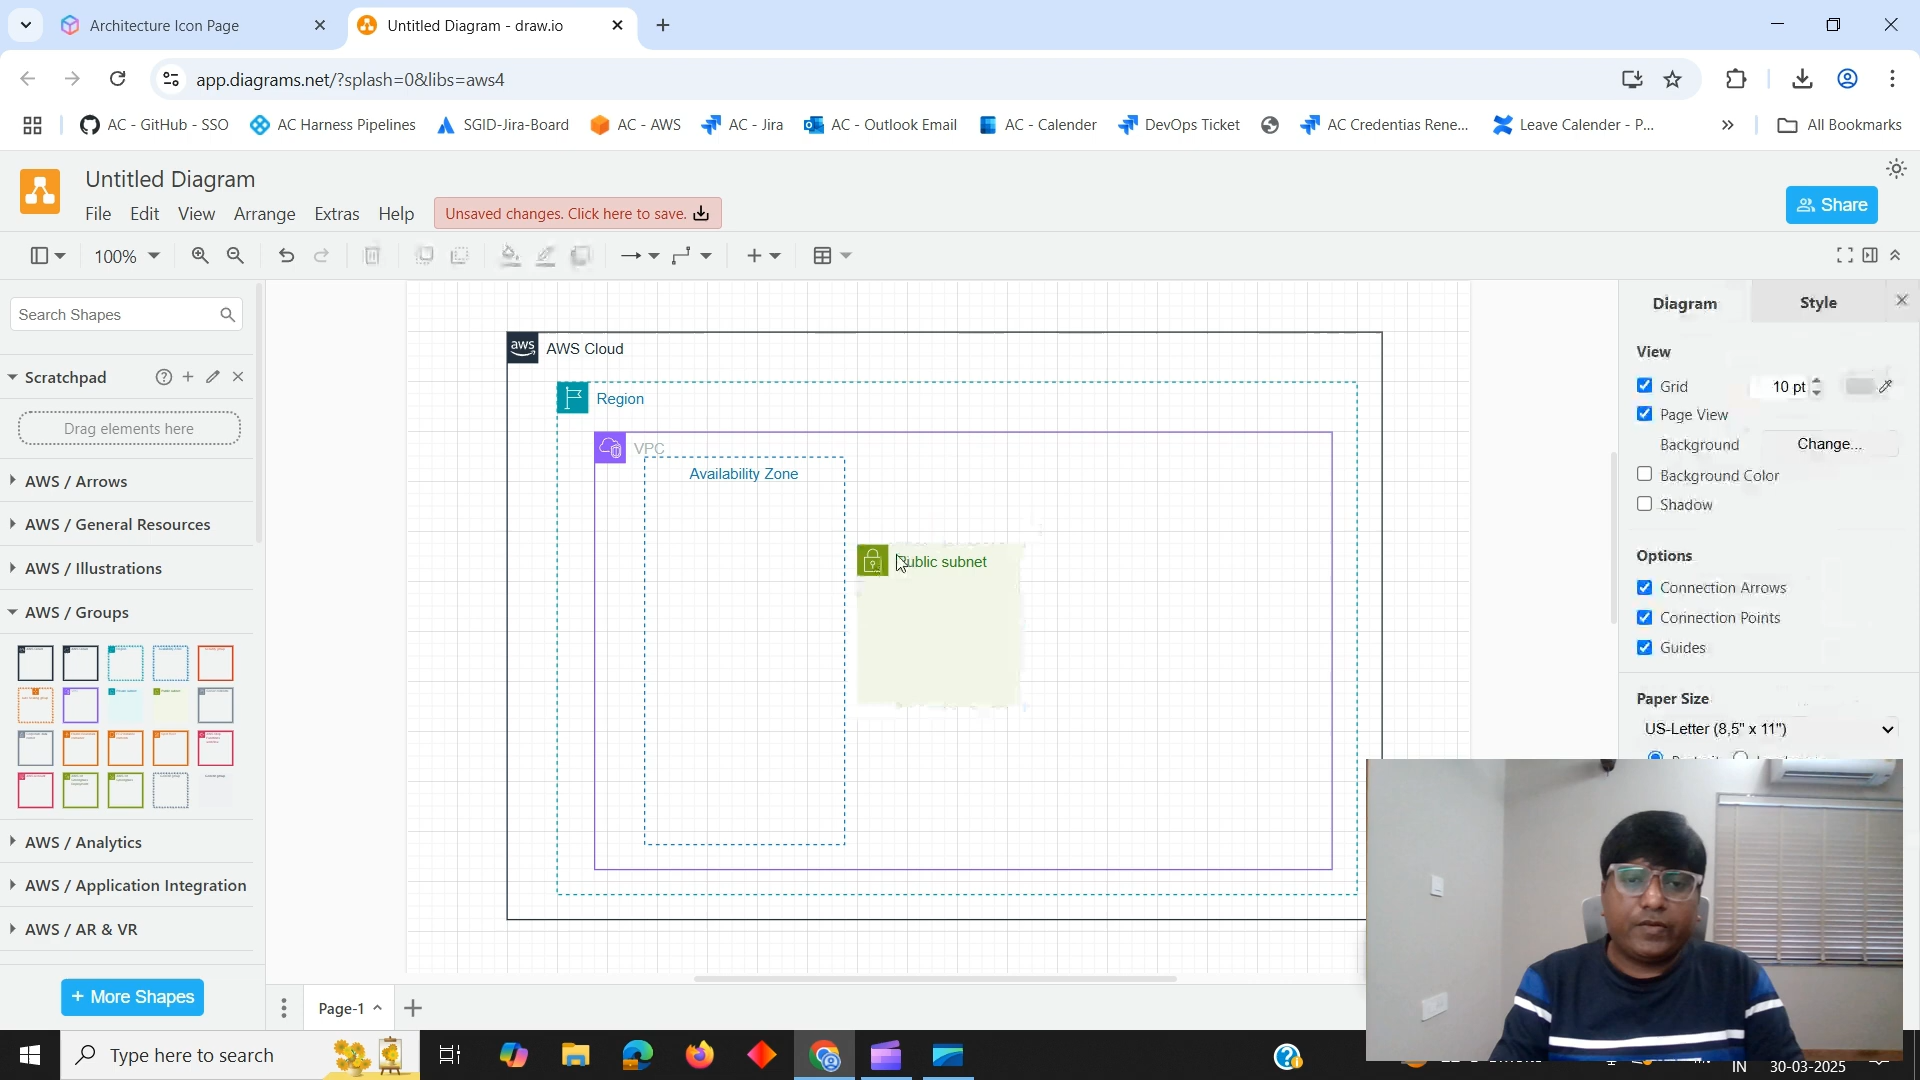 Architecture Icon Page
Untitled Diagram - draw.io
app.diagrams.net/?splash=0&libs=aws4
AC - GitHub - SSO
AC Harness Pipelines
SGID-Jira-Board
AC - AWS
AC - Jira
AC - Outlook Email
AC - Calender
DevOps Ticket
AC Credentias Rene...
Leave Calender - P...
All Bookmarks
Untitled Diagram
File Edit View Arrange Extras Help
Unsaved changes. Click here to save.
Share
100%
Search Shapes
Scratchpad
Drag elements here
AWS / Arrows
AWS / General Resources
AWS / Illustrations
AWS / Groups
AWS / Analytics
AWS / Application Integration
AWS / AR & VR
+ More Shapes
aws
AWS Cloud
Region
VPC
Availability Zone
Public subnet
Diagram
Style
View
Grid
10 pt
Page View
Background
Change...
Background Color
Shadow
Options
Connection Arrows
Connection Points
Guides
Paper Size
US-Letter (8,5" x 11")
Page-1
Type here to search
IN
30-03-2025